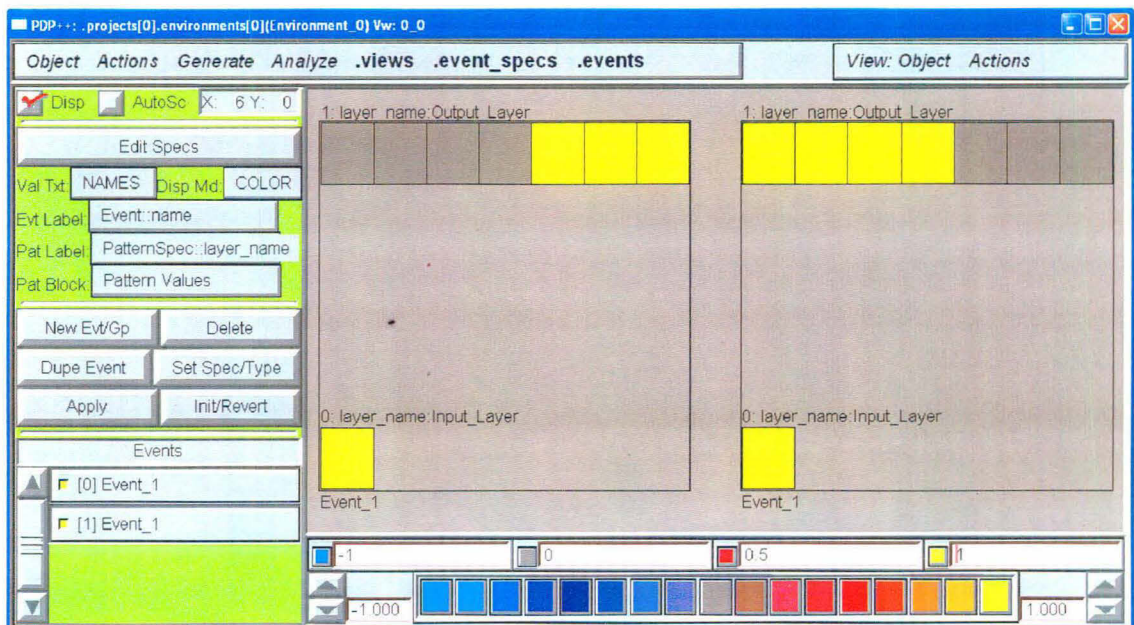 PDP++: .projects[0].environments[0](Environment_0) Vw: 0_0
Object Actions Generate Analyze .views .event_specs .events
View: Object Actions
Disp AutoSc X: 6 Y: 0
Edit Specs
Val Txt: NAMES Disp Md: COLOR
Evt Label: Event::name
Pat Label: PatternSpec::layer_name
Pat Block: Pattern Values
New Evt/Gp Delete
Dupe Event Set Spec/Type
Apply Init/Revert
Events
[0] Event_1
[1] Event_1
1: layer_name:Output_Layer
0: layer_name:Input_Layer
Event_1
1: layer_name:Output_Layer
0: layer_name:Input_Layer
Event_1
-1 0 0.5 1
-1.000 1.000